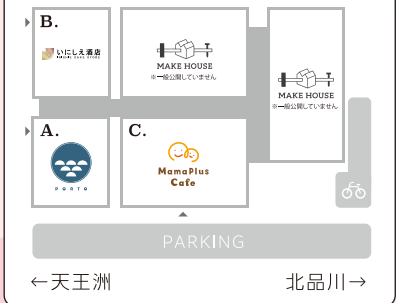 B.
いにしえ酒店
MAKE HOUSE
※一般公開していません
MAKE HOUSE
※一般公開していません
A.
PORTO
C.
MamaPlus
Cafe
PARKING
←天王洲
北品川→